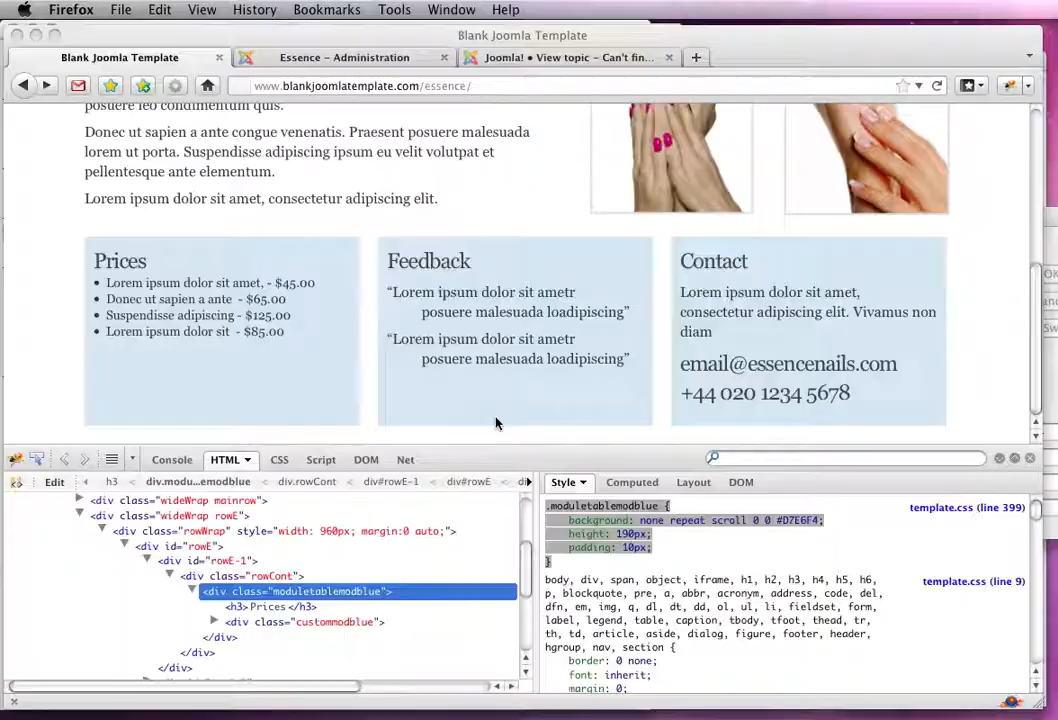 Firefox File Edit View History Bookmarks Tools Window Help
Blank Joomla Template
Blank Joomla Template Essence – Administration Joomla! • View topic – Can't fin...
www.blankjoomlatemplate.com/essence/
posuere leo condimentum quis.
Donec ut sapien a ante congue venenatis. Praesent posuere malesuada
lorem ut porta. Suspendisse adipiscing ipsum eu velit volutpat et
pellentesque ante elementum.
Lorem ipsum dolor sit amet, consectetur adipiscing elit.
Prices
• Lorem ipsum dolor sit amet, - $45.00
• Donec ut sapien a ante - $65.00
• Suspendisse adipiscing - $125.00
• Lorem ipsum dolor sit - $85.00
Feedback
“Lorem ipsum dolor sit ametr
posuere malesuada loadipiscing”
“Lorem ipsum dolor sit ametr
posuere malesuada loadipiscing”
Contact
Lorem ipsum dolor sit amet,
consectetur adipiscing elit. Vivamus non
diam
email@essencenails.com
+44 020 1234 5678
Console HTML CSS Script DOM Net
Edit h3 div.modu...emodblue div.rowCont div#rowE-1 div#rowE
<div class="wideWrap mainrow">
<div class="wideWrap rowE">
<div class="rowWrap" style="width: 960px; margin:0 auto;">
<div id="rowE">
<div id="rowE-1">
<div class="rowCont">
<div class="moduletablemodblue">
<h3>Prices </h3>
<div class="custommodblue">
</div>
</div>
</div>
Style Computed Layout DOM
.moduletablemodblue { template.css (line 399)
background: none repeat scroll 0 0 #D7E6F4;
height: 190px;
padding: 10px;
}
body, div, span, object, iframe, h1, h2, h3, h4, h5, h6, template.css (line 9)
p, blockquote, pre, a, abbr, acronym, address, code, del,
dfn, em, img, q, dl, dt, dd, ol, ul, li, fieldset, form,
label, legend, table, caption, tbody, tfoot, thead, tr,
th, td, article, aside, dialog, figure, footer, header,
hgroup, nav, section {
border: 0 none;
font: inherit;
margin: 0;